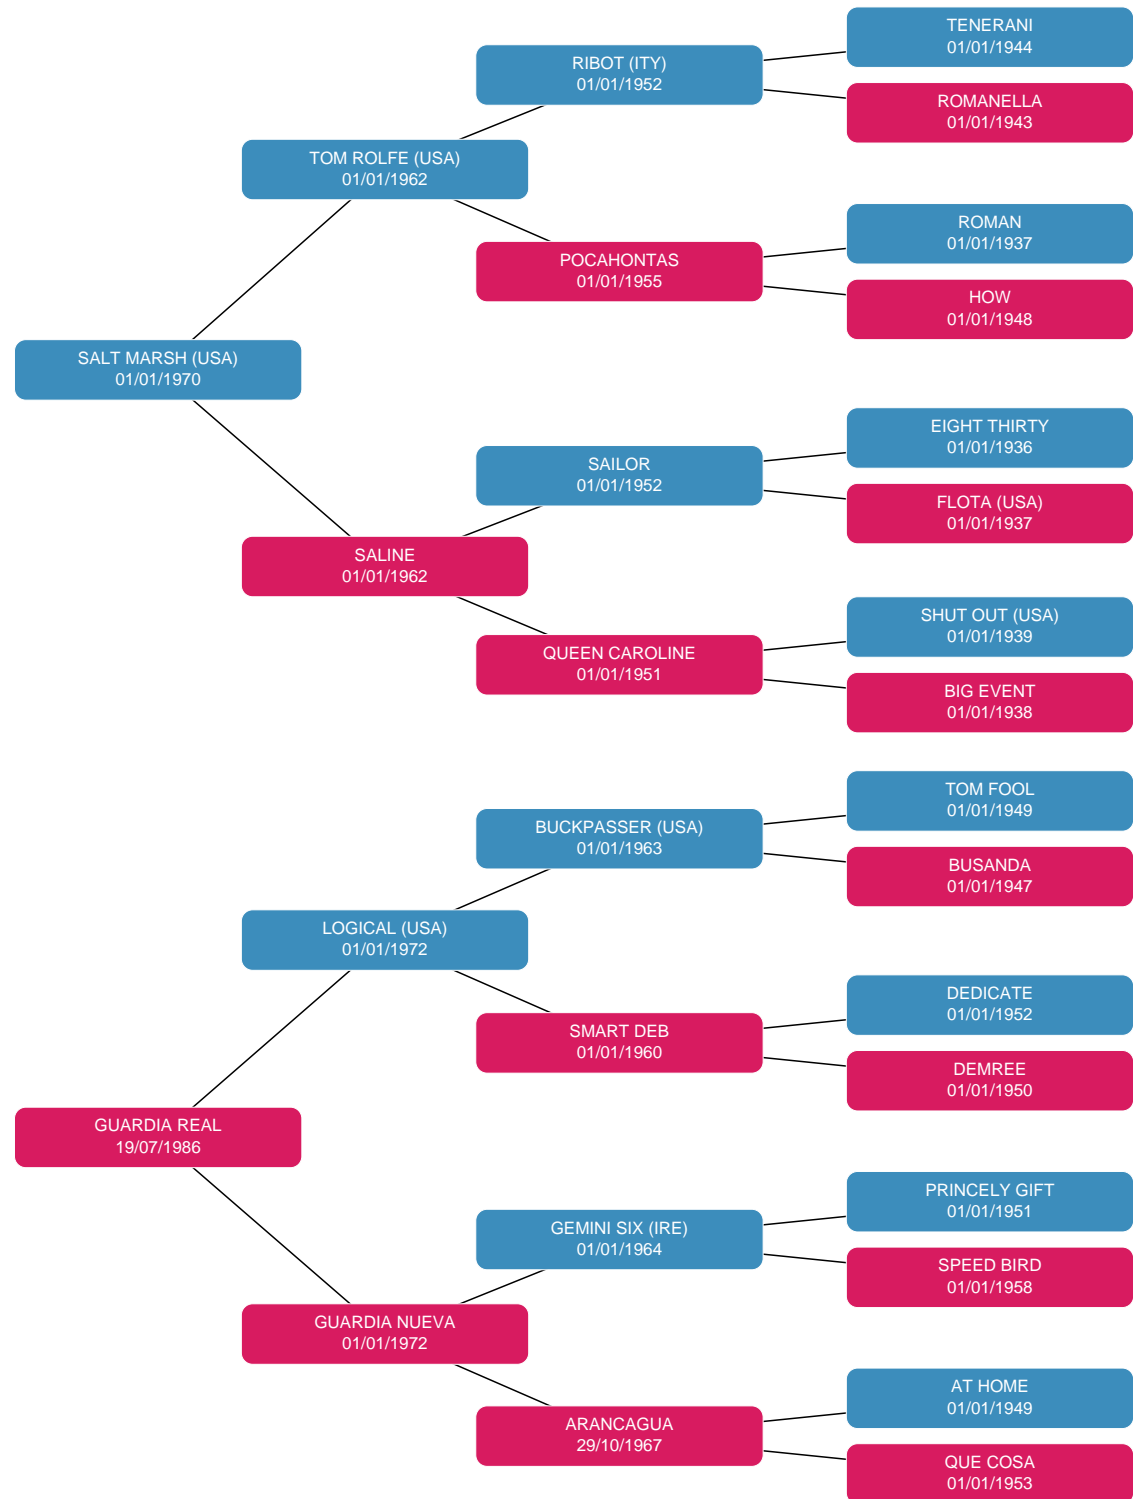 TENERANI
01/01/1944
RIBOT (ITY)
01/01/1952
ROMANELLA
01/01/1943
TOM ROLFE (USA)
01/01/1962
ROMAN
01/01/1937
POCAHONTAS
01/01/1955
HOW
01/01/1948
SALT MARSH (USA)
01/01/1970
EIGHT THIRTY
01/01/1936
SAILOR
01/01/1952
FLOTA (USA)
01/01/1937
SALINE
01/01/1962
SHUT OUT (USA)
01/01/1939
QUEEN CAROLINE
01/01/1951
BIG EVENT
01/01/1938
TOM FOOL
01/01/1949
BUCKPASSER (USA)
01/01/1963
BUSANDA
01/01/1947
LOGICAL (USA)
01/01/1972
DEDICATE
01/01/1952
SMART DEB
01/01/1960
DEMREE
01/01/1950
GUARDIA REAL
19/07/1986
PRINCELY GIFT
01/01/1951
GEMINI SIX (IRE)
01/01/1964
SPEED BIRD
01/01/1958
GUARDIA NUEVA
01/01/1972
AT HOME
01/01/1949
ARANCAGUA
29/10/1967
QUE COSA
01/01/1953